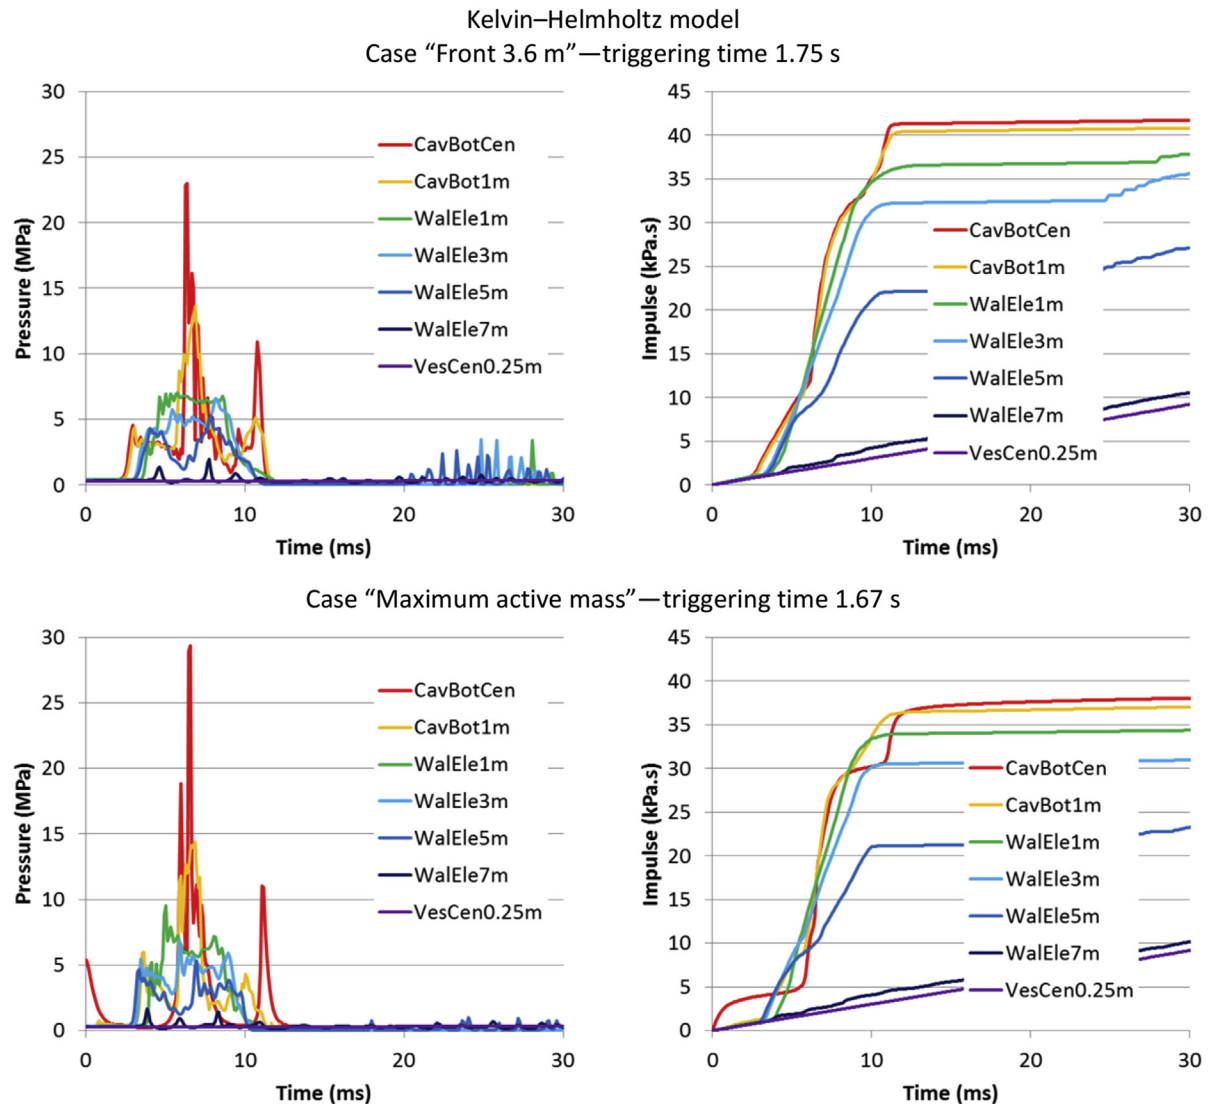 Kelvin–Helmholtz model
Case “Front 3.6 m”—triggering time 1.75 s
30
25
20
15
10
5
0
Pressure (MPa)
CavBotCen
CavBot1m
WalEle1m
WalEle3m
WalEle5m
WalEle7m
VesCen0.25m
0
10
20
30
Time (ms)
45
40
35
30
25
20
15
10
5
0
Impulse (kPa.s)
CavBotCen
CavBot1m
WalEle1m
WalEle3m
WalEle5m
WalEle7m
VesCen0.25m
0
10
20
30
Time (ms)
Case “Maximum active mass”—triggering time 1.67 s
30
25
20
15
10
5
0
Pressure (MPa)
CavBotCen
CavBot1m
WalEle1m
WalEle3m
WalEle5m
WalEle7m
VesCen0.25m
0
10
20
30
Time (ms)
45
40
35
30
25
20
15
10
5
0
Impulse (kPa.s)
CavBotCen
CavBot1m
WalEle1m
WalEle3m
WalEle5m
WalEle7m
VesCen0.25m
0
10
20
30
Time (ms)